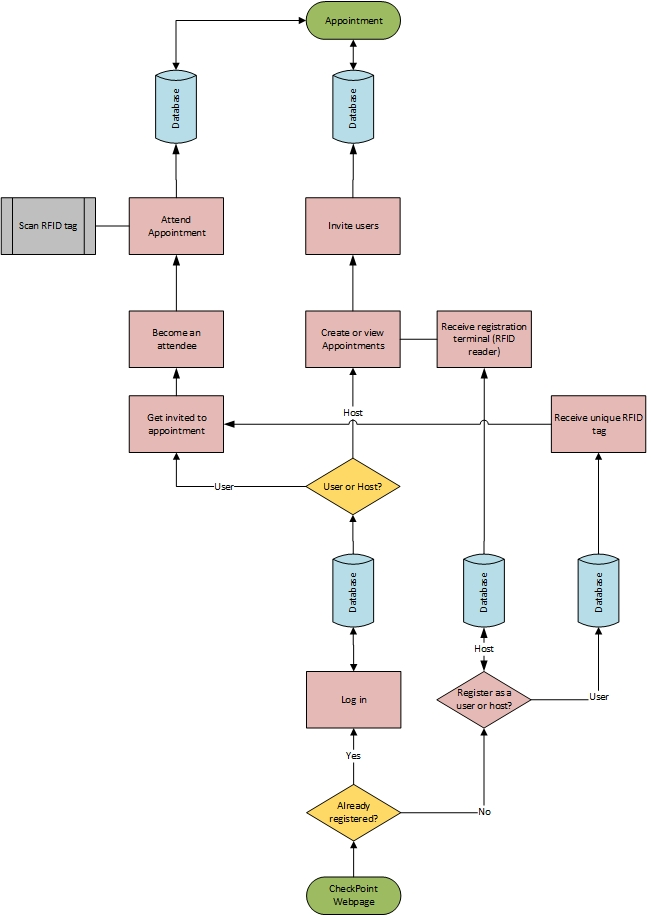 Appointment
Database
Database
Scan RFID tag
Attend
Appointment
Invite users
Become an
attendee
Create or view
Appointments
Receive registration
terminal (RFID
reader)
Host
Get invited to
appointment
Receive unique RFID
tag
User
User or Host?
Database
Database
Database
Host
Log in
Register as a
user or host?
User
Yes
Already
registered?
No
CheckPoint
Webpage